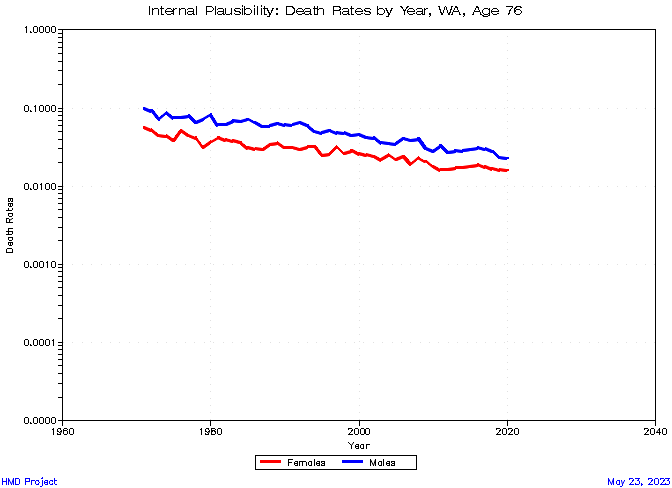 Internal Plausibility: Death Rates by Year, WA, Age 76
1.0000
0.1000
0.0100
0.0010
0.0001
0.0000
Death Rates
1960 1980 2000 2020 2040
Year
Females Males
HMD Project May 23, 2023